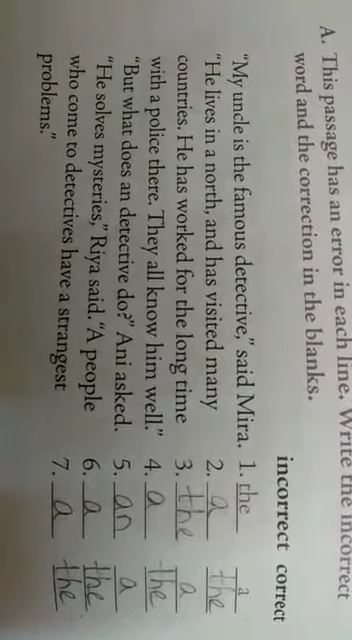 A. This passage has an error in each line. Write the incorrect
word and the correction in the blanks.
incorrect correct
"My uncle is the famous detective," said Mira. 1. the a
"He lives in a north, and has visited many 2. a the
countries. He has worked for the long time 3. the a
with a police there. They all know him well." 4. a the
"But what does an detective do?" Ani asked. 5. an a
"He solves mysteries," Riya said. "A people 6. a the
who come to detectives have a strangest 7. a the
problems."